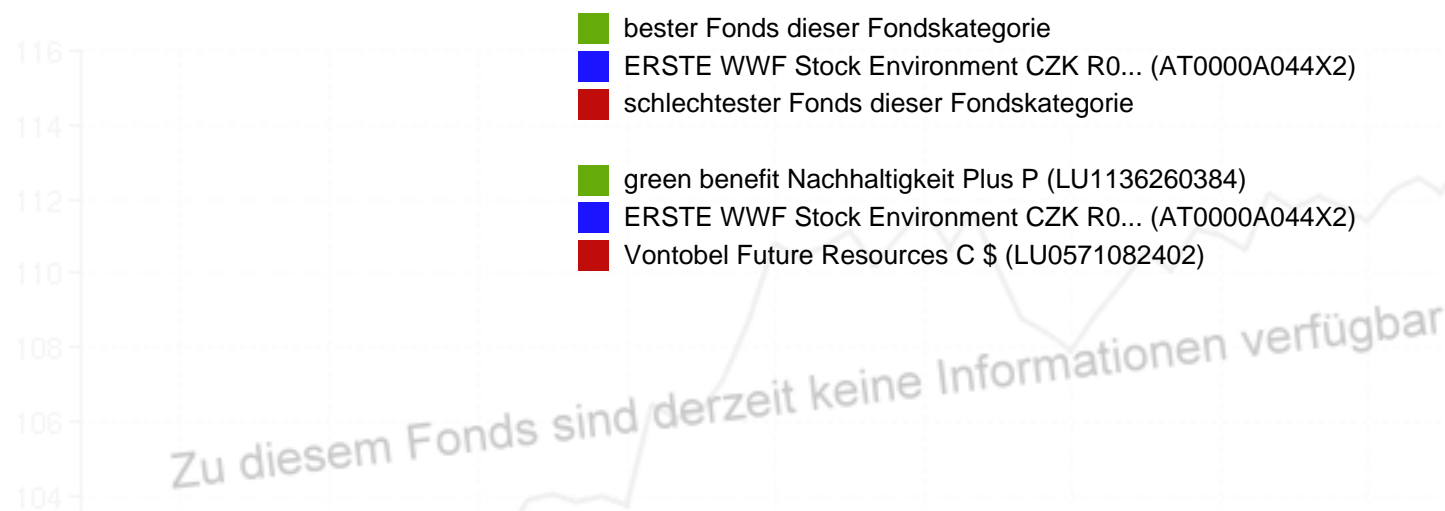 bester Fonds dieser Fondskategorie
116
ERSTE WWF Stock Environment CZK R0... (AT0000A044X2)
schlechtester Fonds dieser Fondskategorie
114
green benefit Nachhaltigkeit Plus P (LU1136260384)
112
ERSTE WWF Stock Environment CZK R0... (AT0000A044X2)
Vontobel Future Resources C $ (LU0571082402)
110
108
Zu diesem Fonds sind derzeit keine Informationen verfügbar
106
104